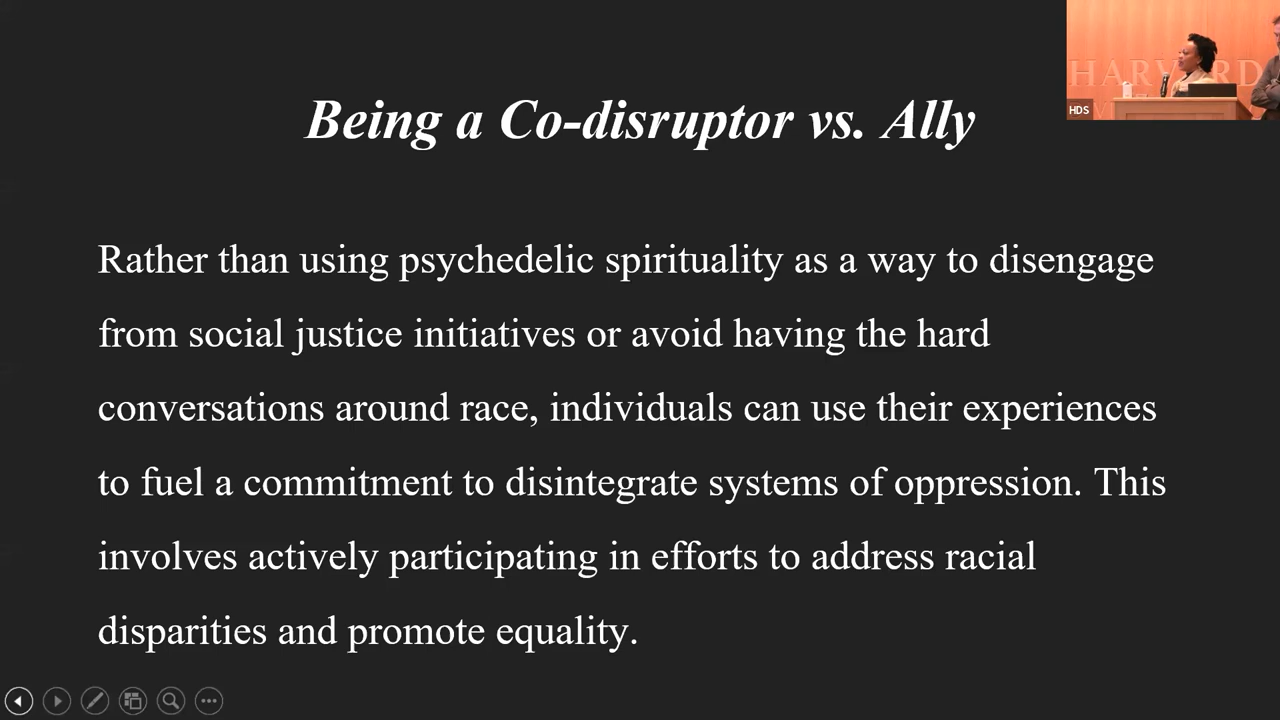 Being a Co-disruptor vs. Ally
HARVARD
HDS
Rather than using psychedelic spirituality as a way to disengage
from social justice initiatives or avoid having the hard
conversations around race, individuals can use their experiences
to fuel a commitment to disintegrate systems of oppression. This
involves actively participating in efforts to address racial
disparities and promote equality.